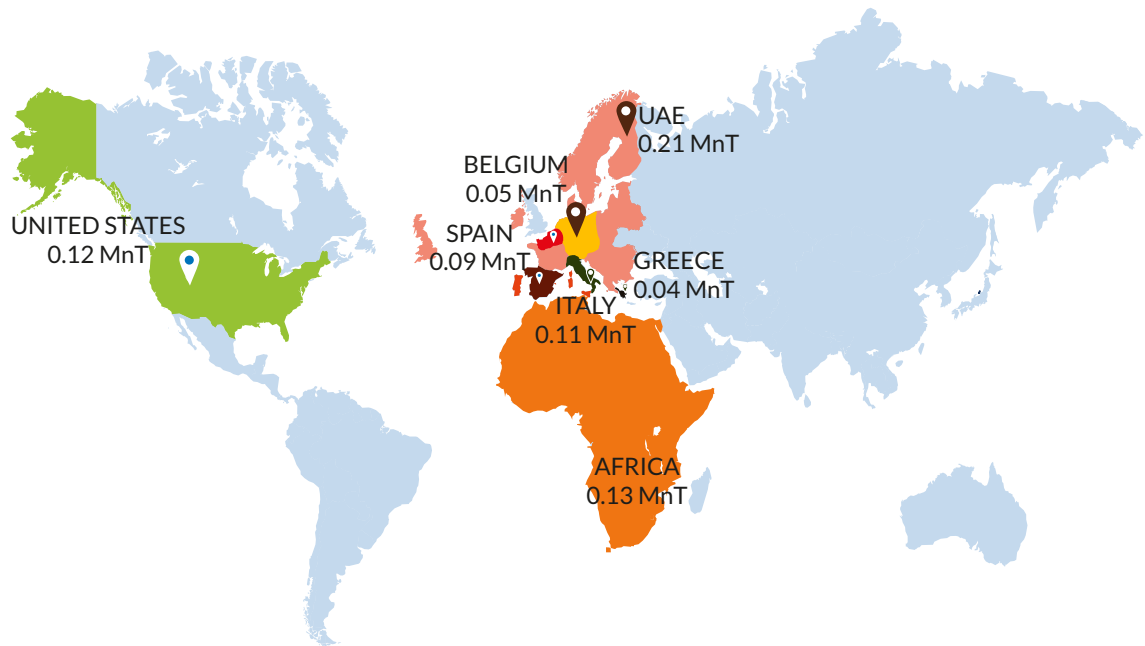 UAE
0.21 MnT
BELGIUM
0.05 MnT
UNITED STATES
0.12 MnT
SPAIN
0.09 MnT
GREECE
0.04 MnT
ITALY
0.11 MnT
AFRICA
0.13 MnT